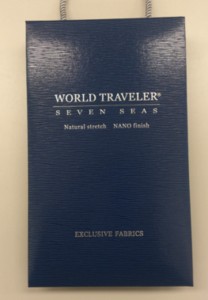 WORLD TRAVELER®
SEVEN SEAS
Natural stretch NANO finish
EXCLUSIVE FABRICS